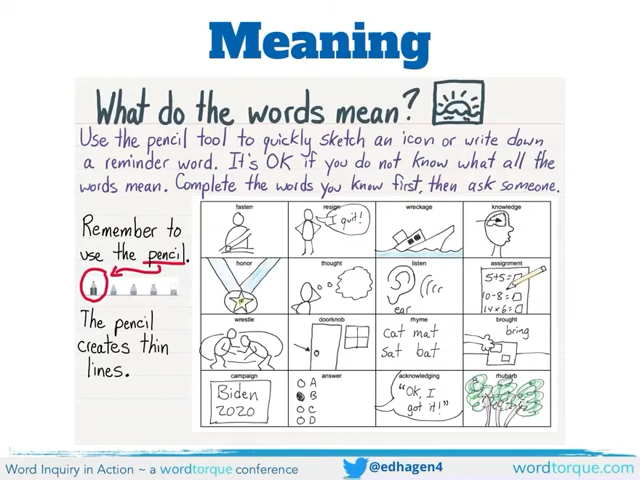 Meaning
What do the words mean?
Use the pencil tool to quickly sketch an icon or write down
a reminder word. It's OK if you do not know what all the
words mean. Complete the words you know first, then ask someone.
Remember to
use the pencil.
The pencil
creates thin
lines.
fasten
resign
I quit!
wreckage
knowledge
honor
thought
listen
ear
assignment
5+5=
10-8=
14x6=
wrestle
doorknob
rhyme
cat mat
sat bat
brought
bring
campaign
Biden
2020
answer
A
B
C
D
acknowledging
"OK, I
got it!"
rhubarb
Word Inquiry in Action ~ a wordtorque conference
@edhagen4
wordtorque.com